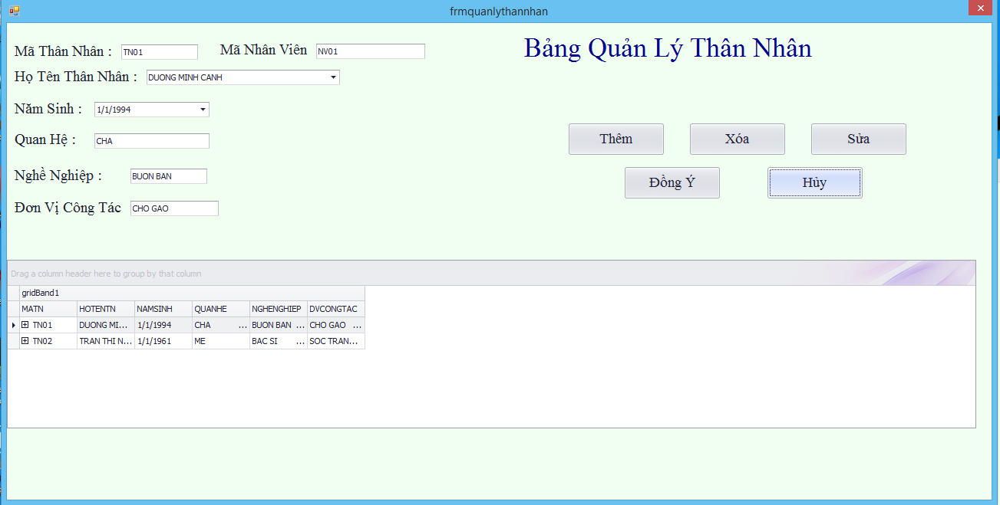 frmquanlythannhan
Mã Thân Nhân : TN01 Mã Nhân Viên NV01
Bảng Quản Lý Thân Nhân
Họ Tên Thân Nhân : DUONG MINH CANH
Năm Sinh : 1/1/1994
Quan Hệ : CHA
Thêm Xóa Sửa
Nghề Nghiệp : BUON BAN
Đồng Ý Hủy
Đơn Vị Công Tác CHO GAO
Drag a column header here to group by that column
gridBand1
MATN HOTENTN NAMSINH QUANHE NGHENGHIEP DVCONGTAC
TN01 DUONG MI... 1/1/1994 CHA ... BUON BAN ... CHO GAO ...
TN02 TRAN THI N... 1/1/1961 ME BAC SI ... SOC TRAN...